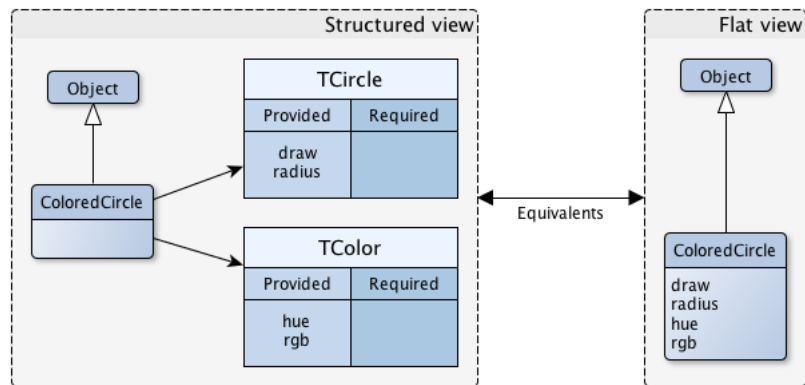 Structured view
Object
ColoredCircle
TCircle
Provided Required
draw
radius
TColor
Provided Required
hue
rgb
Equivalents
Flat view
Object
ColoredCircle
draw
radius
hue
rgb